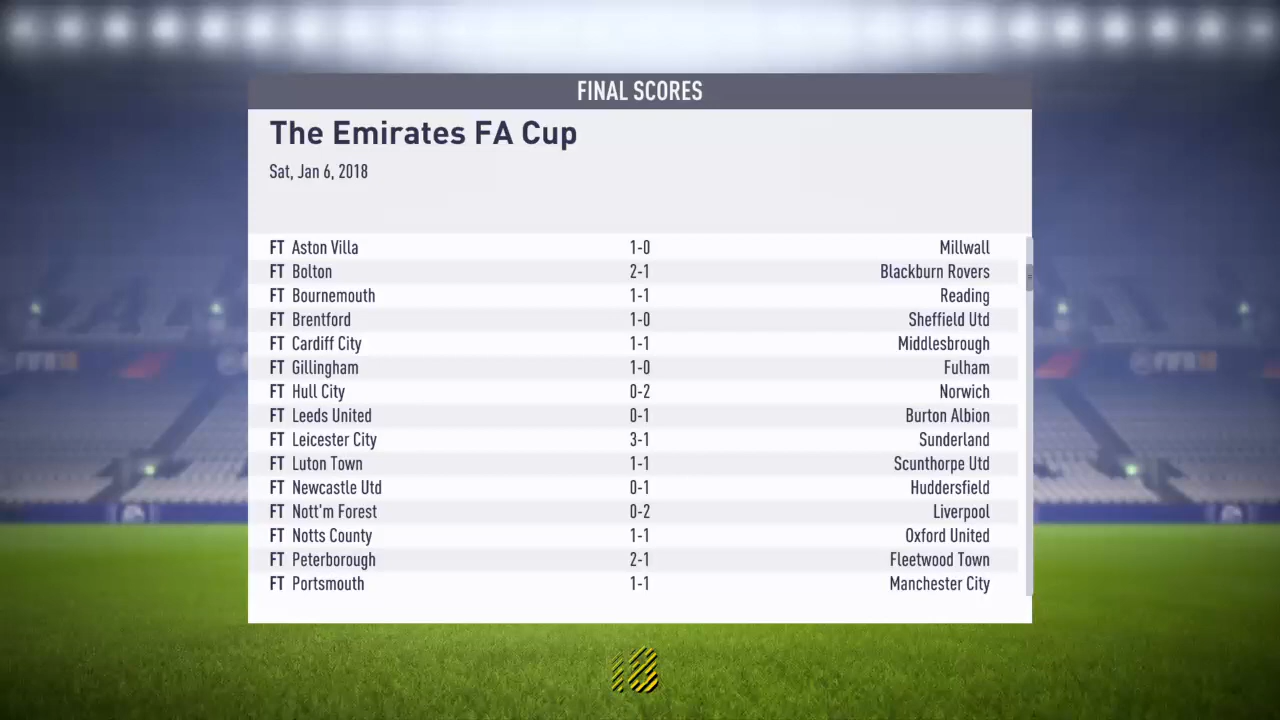 FINAL SCORES
The Emirates FA Cup
Sat, Jan 6, 2018
FT Aston Villa 1-0 Millwall
FT Bolton 2-1 Blackburn Rovers
FT Bournemouth 1-1 Reading
FT Brentford 1-0 Sheffield Utd
FT Cardiff City 1-1 Middlesbrough
FT Gillingham 1-0 Fulham
FT Hull City 0-2 Norwich
FT Leeds United 0-1 Burton Albion
FT Leicester City 3-1 Sunderland
FT Luton Town 1-1 Scunthorpe Utd
FT Newcastle Utd 0-1 Huddersfield
FT Nott'm Forest 0-2 Liverpool
FT Notts County 1-1 Oxford United
FT Peterborough 2-1 Fleetwood Town
FT Portsmouth 1-1 Manchester City
FIFA 18
FIFA 18
18